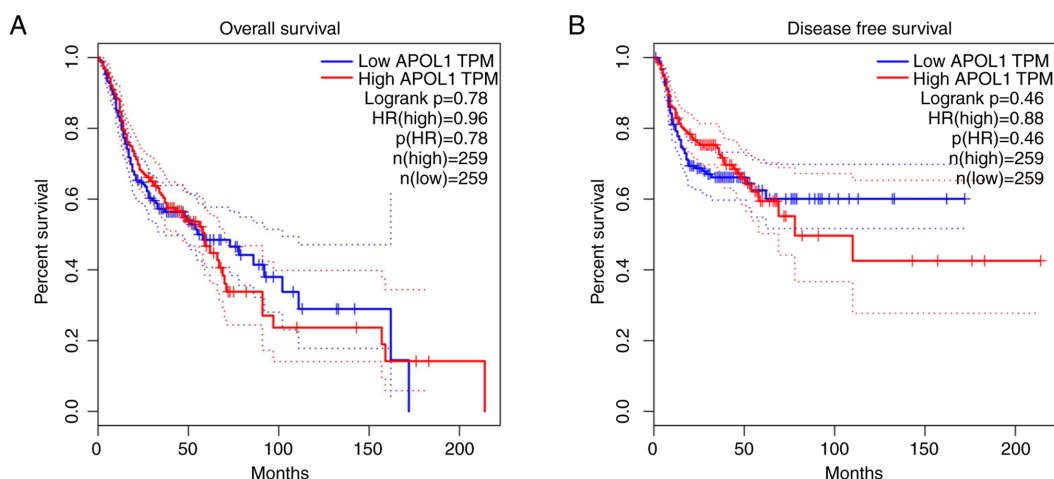 A
Overall survival
Low APOL1 TPM
High APOL1 TPM
Logrank p=0.78
HR(high)=0.96
p(HR)=0.78
n(high)=259
n(low)=259
Percent survival
1.0
0.8
0.6
0.4
0.2
0.0
0 50 100 150 200
Months
B
Disease free survival
Low APOL1 TPM
High APOL1 TPM
Logrank p=0.46
HR(high)=0.88
p(HR)=0.46
n(high)=259
n(low)=259
Percent survival
1.0
0.8
0.6
0.4
0.2
0.0
0 50 100 150 200
Months